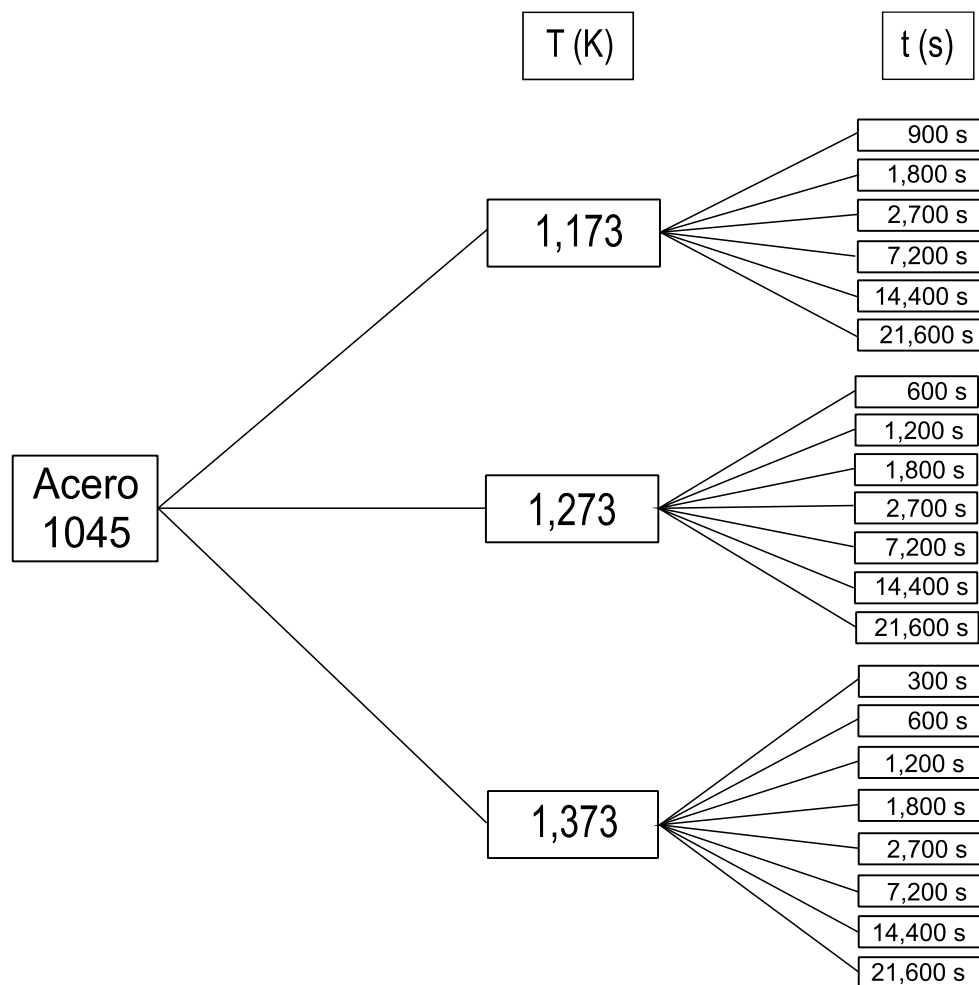 T (K)
t (s)
900 s
1,800 s
1,173
2,700 s
7,200 s
14,400 s
21,600 s
600 s
1,200 s
Acero
1045
1,800 s
1,273
2,700 s
7,200 s
14,400 s
21,600 s
300 s
600 s
1,200 s
1,373
1,800 s
2,700 s
7,200 s
14,400 s
21,600 s